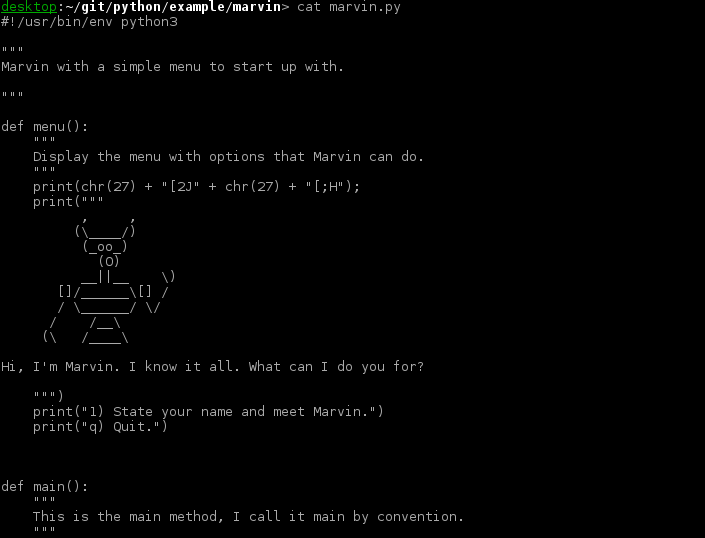 desktop:~/git/python/example/marvin> cat marvin.py
#!/usr/bin/env python3

"""
Marvin with a simple menu to start up with.

"""

def menu():
    """
    Display the menu with options that Marvin can do.
    """
    print(chr(27) + "[2J" + chr(27) + "[;H");
    print("""
          ,     ,
         (\____/)
          (_oo_)
            (O)
          __||__    \)
       []/______\[] /
       / \______/ \/
      /    /__\
     (\   /____\

Hi, I'm Marvin. I know it all. What can I do you for?

    """)
    print("1) State your name and meet Marvin.")
    print("q) Quit.")



def main():
    """
    This is the main method, I call it main by convention.
    """